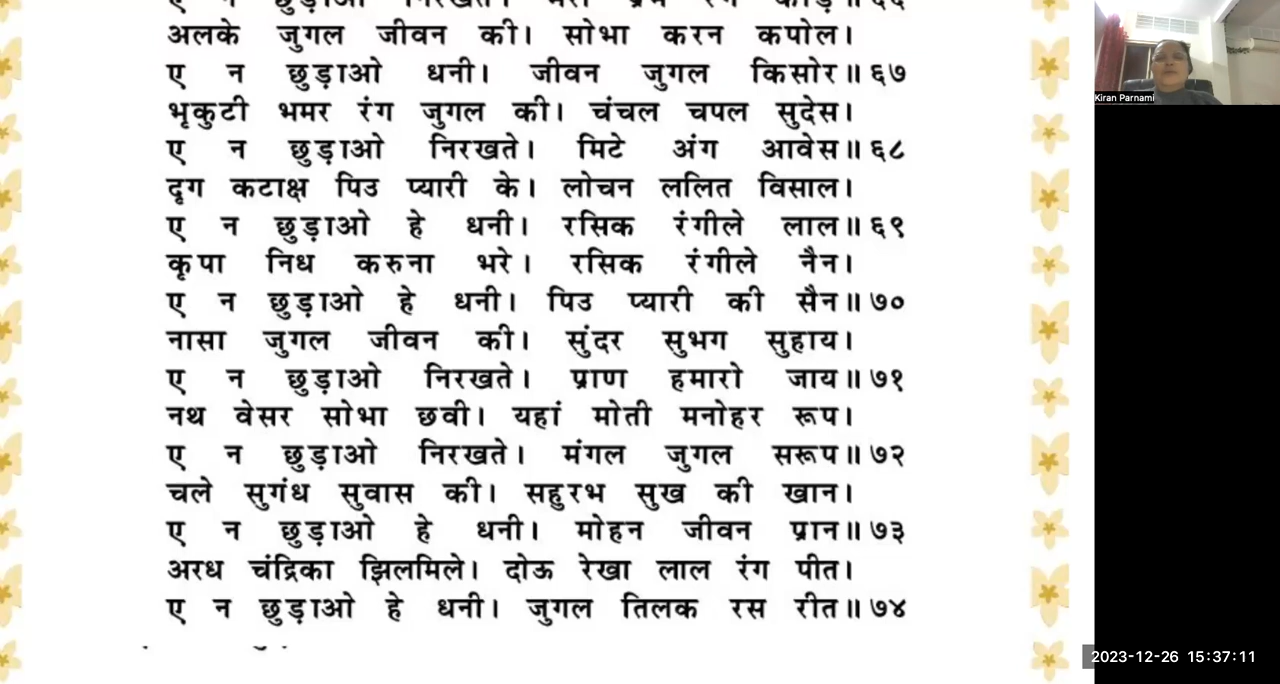 ए न छुड़ाओ निरखते। मेरी प्रेम रंग ॥६६
अलके जुगल जीवन की। सोभा करन कपोल।
ए न छुड़ाओ धनी। जीवन जुगल किसोर॥६७
भृकुटी भमर रंग जुगल की। चंचल चपल सुदेस।
ए न छुड़ाओ निरखते। मिटे अंग आवेस॥६८
दृग कटाक्ष पिउ प्यारी के। लोचन ललित विसाल।
ए न छुड़ाओ हे धनी। रसिक रंगीले लाल॥६९
कृपा निध करुना भरे। रसिक रंगीले नैन।
ए न छुड़ाओ हे धनी। पिउ प्यारी की सैन॥७०
नासा जुगल जीवन की। सुंदर सुभग सुहाय।
ए न छुड़ाओ निरखते। प्राण हमारो जाय॥७१
नथ वेसर सोभा छवी। यहां मोती मनोहर रूप।
ए न छुड़ाओ निरखते। मंगल जुगल सरूप॥७२
चले सुगंध सुवास की। सहुरभ सुख की खान।
ए न छुड़ाओ हे धनी। मोहन जीवन प्रान॥७३
अरध चंद्रिका झिलमिले। दोऊ रेखा लाल रंग पीत।
ए न छुड़ाओ हे धनी। जुगल तिलक रस रीत॥७४
Kiran Parnami
2023-12-26 15:37:11